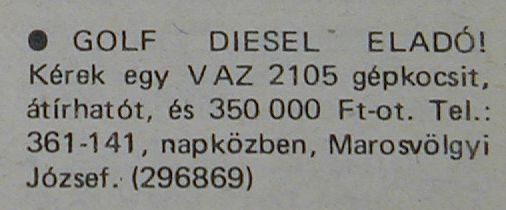 ● GOLF DIESEL ELADÓ!
Kérek egy VAZ 2105 gépkocsit,
átírhatót, és 350 000 Ft-ot. Tel.:
361-141, napközben, Marosvölgyi
József. (296869)